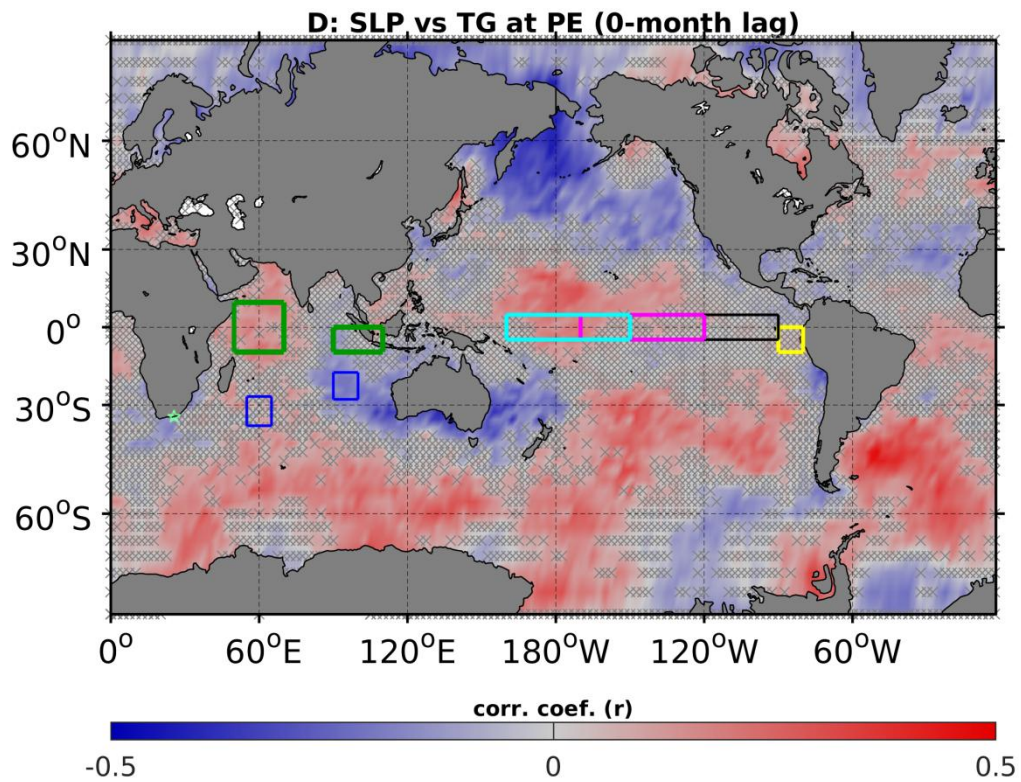 D: SLP vs TG at PE (0-month lag)
60°N
30°N
0°
30°S
60°S
0° 60°E 120°E 180°W 120°W 60°W
corr. coef. (r)
-0.5 0 0.5